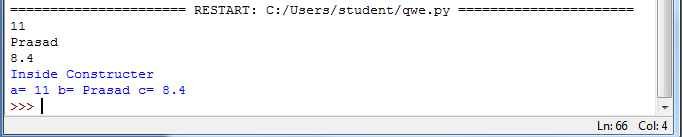 ====================== RESTART: C:/Users/student/qwe.py ======================
11
Prasad
8.4
Inside Constructer
a= 11 b= Prasad c= 8.4
>>>
Ln: 66 Col: 4